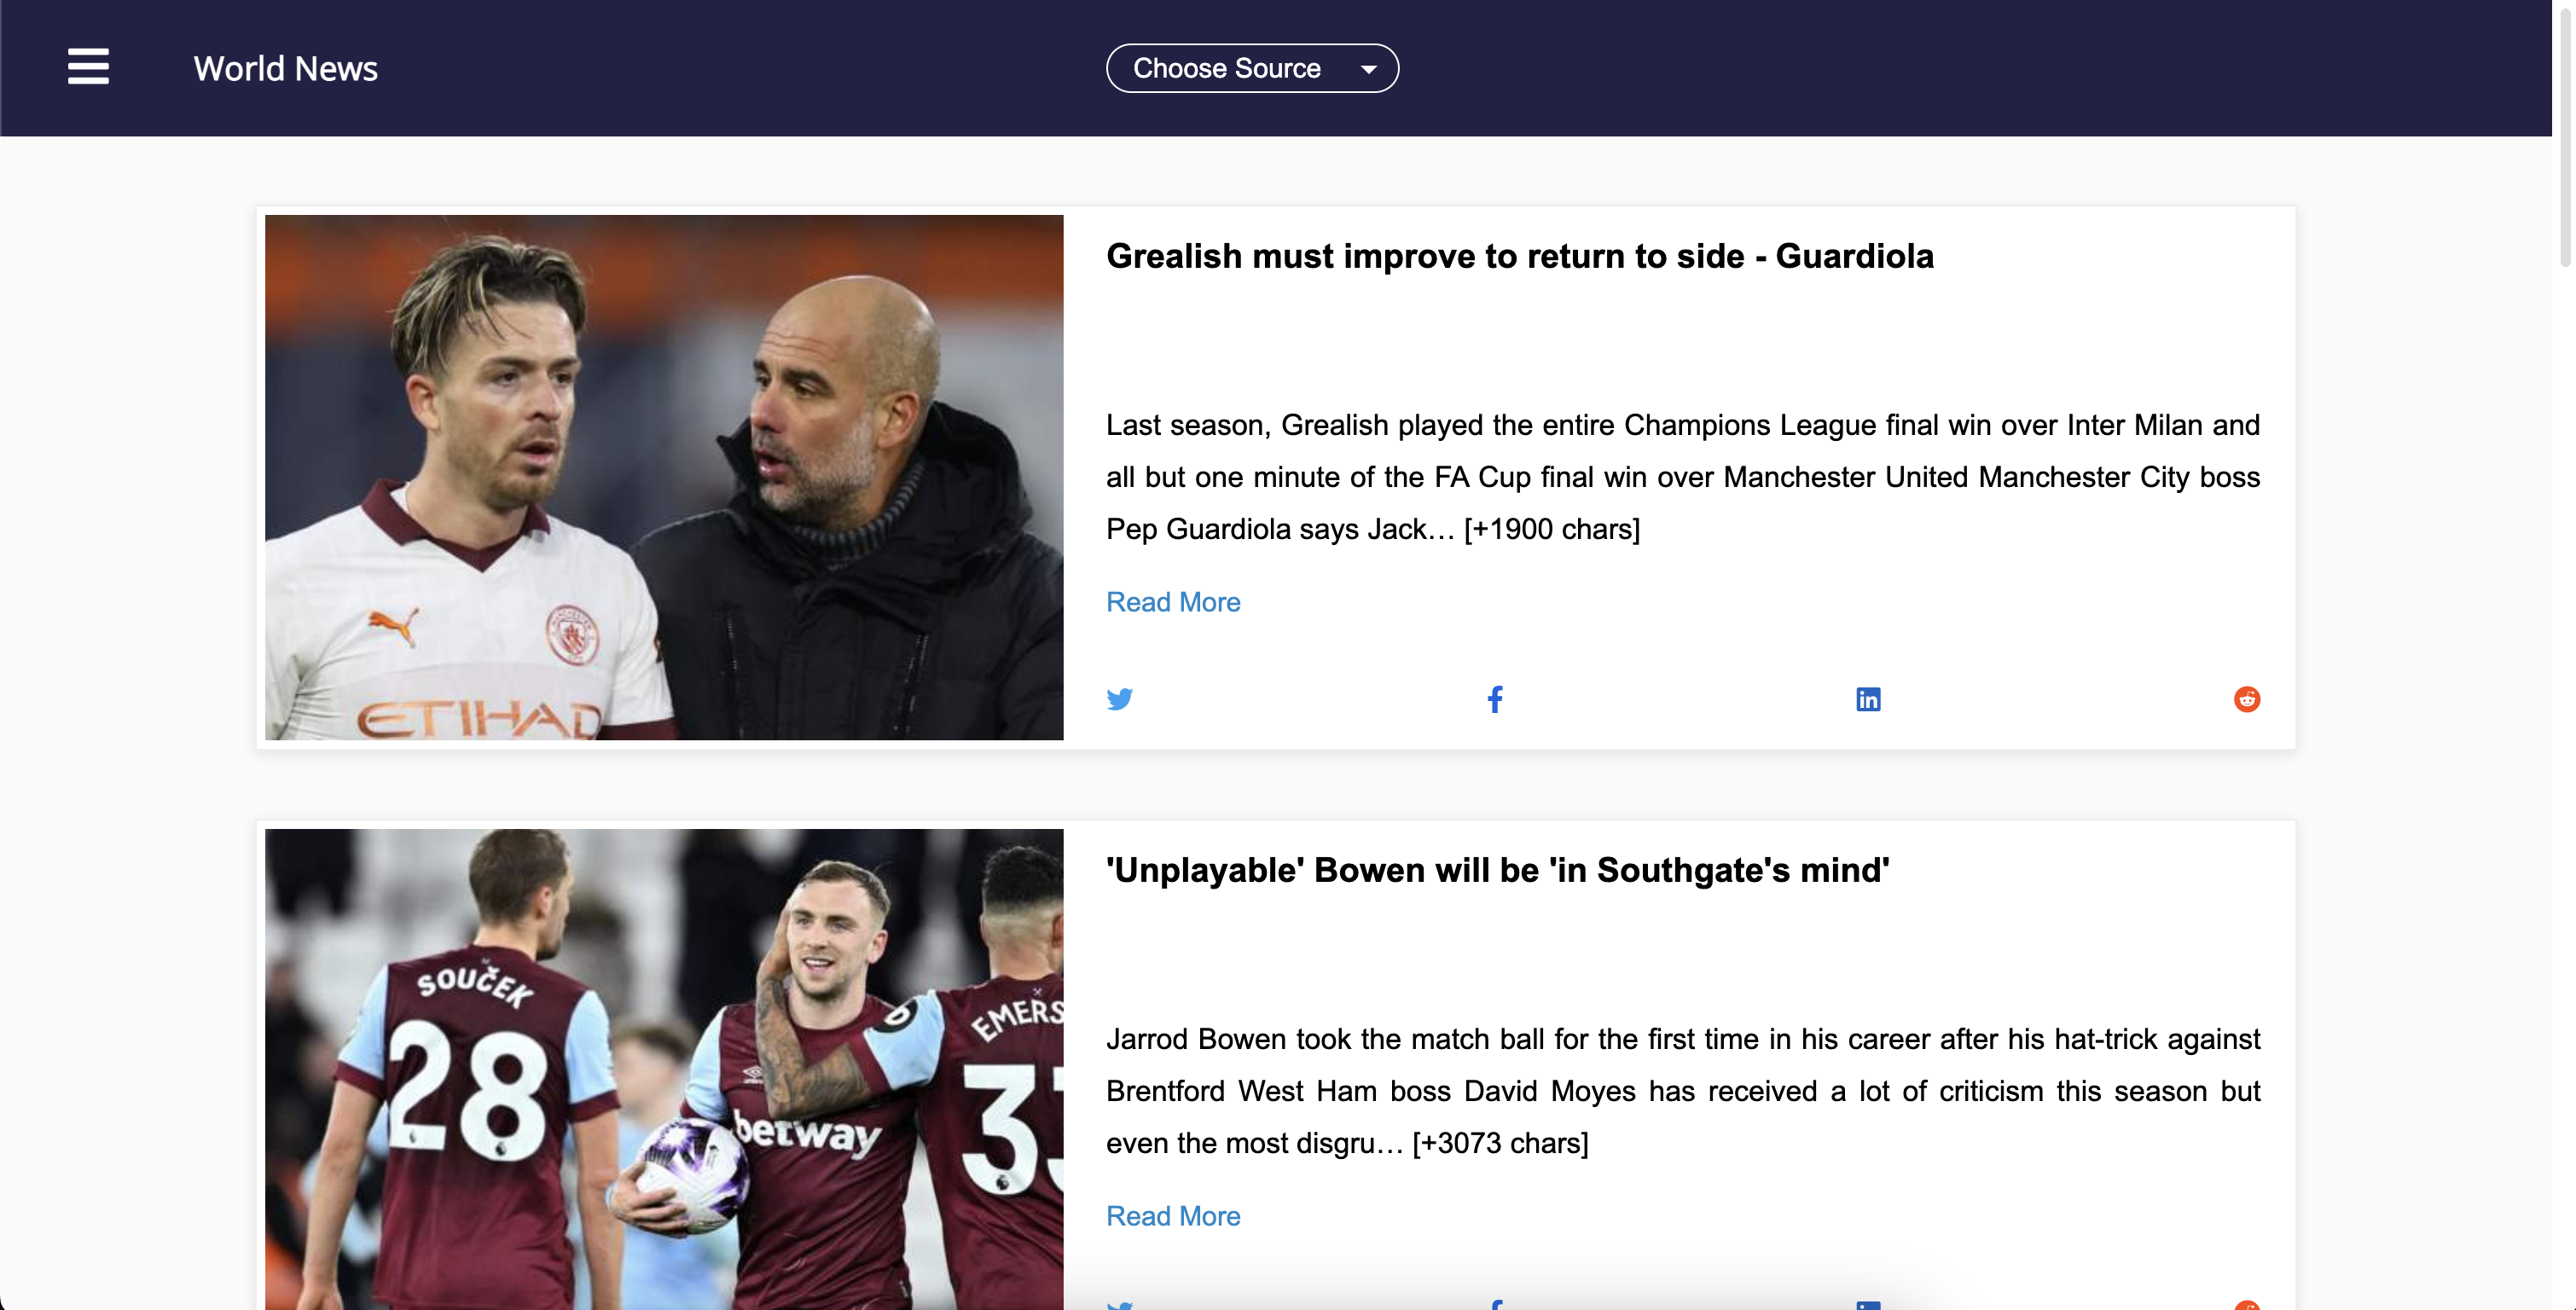 World News
Choose Source
Grealish must improve to return to side - Guardiola
Last season, Grealish played the entire Champions League final win over Inter Milan and
all but one minute of the FA Cup final win over Manchester United Manchester City boss
Pep Guardiola says Jack… [+1900 chars]
Read More
ETIHAD
'Unplayable' Bowen will be 'in Southgate's mind'
Jarrod Bowen took the match ball for the first time in his career after his hat-trick against
Brentford West Ham boss David Moyes has received a lot of criticism this season but
even the most disgru… [+3073 chars]
Read More
SOUČEK
28
betway
EMERS
33